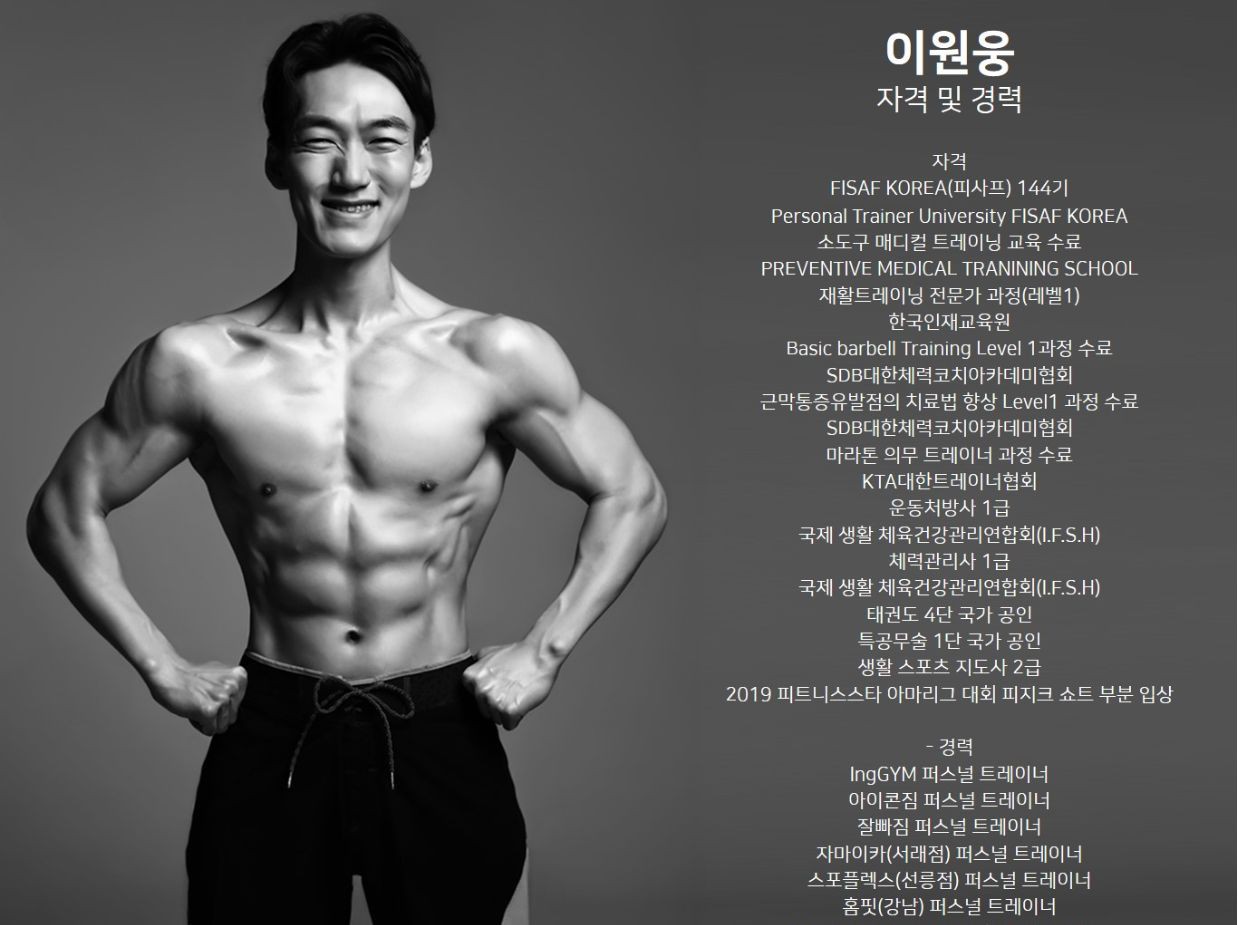 이원웅
자격 및 경력
자격
FISAF KOREA(피사프) 144기
Personal Trainer University FISAF KOREA
소도구 매디컬 트레이닝 교육 수료
PREVENTIVE MEDICAL TRANINING SCHOOL
재활트레이닝 전문가 과정(레벨1)
한국인재교육원
Basic barbell Training Level 1과정 수료
SDB대한체력코치아카데미협회
근막통증유발점의 치료법 향상 Level1 과정 수료
SDB대한체력코치아카데미협회
마라톤 의무 트레이너 과정 수료
KTA대한트레이너협회
운동처방사 1급
국제 생활 체육건강관리연합회(I.F.S.H)
체력관리사 1급
국제 생활 체육건강관리연합회(I.F.S.H)
태권도 4단 국가 공인
특공무술 1단 국가 공인
생활 스포츠 지도사 2급
2019 피트니스스타 아마리그 대회 피지크 쇼트 부분 입상
- 경력
IngGYM 퍼스널 트레이너
아이콘짐 퍼스널 트레이너
잘빠짐 퍼스널 트레이너
자마이카(서래점) 퍼스널 트레이너
스포플렉스(선릉점) 퍼스널 트레이너
홈핏(강남) 퍼스널 트레이너